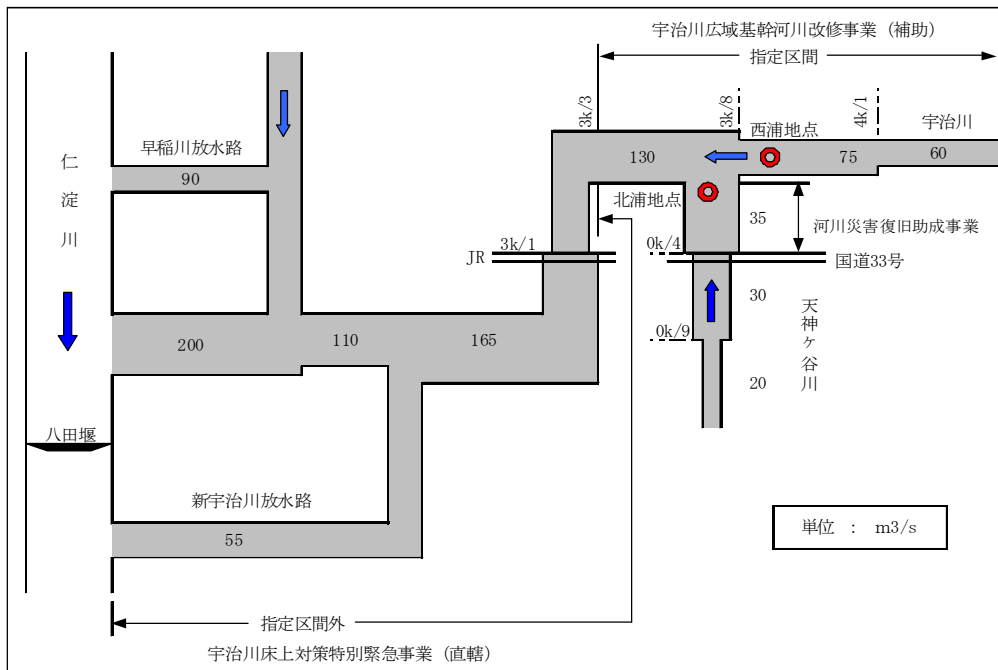 宇治川広域基幹河川改修事業（補助）
指定区間
3k/3
3k/8
4k/1
西浦地点
宇治川
早稲川放水路
130
75
60
90
仁淀川
北浦地点
35
河川災害復旧助成事業
3k/1
0k/4
JR
国道33号
30
天神ヶ谷川
0k/9
200
110
165
20
八田堰
新宇治川放水路
55
単位 ： m3/s
指定区間外
宇治川床上対策特別緊急事業（直轄）